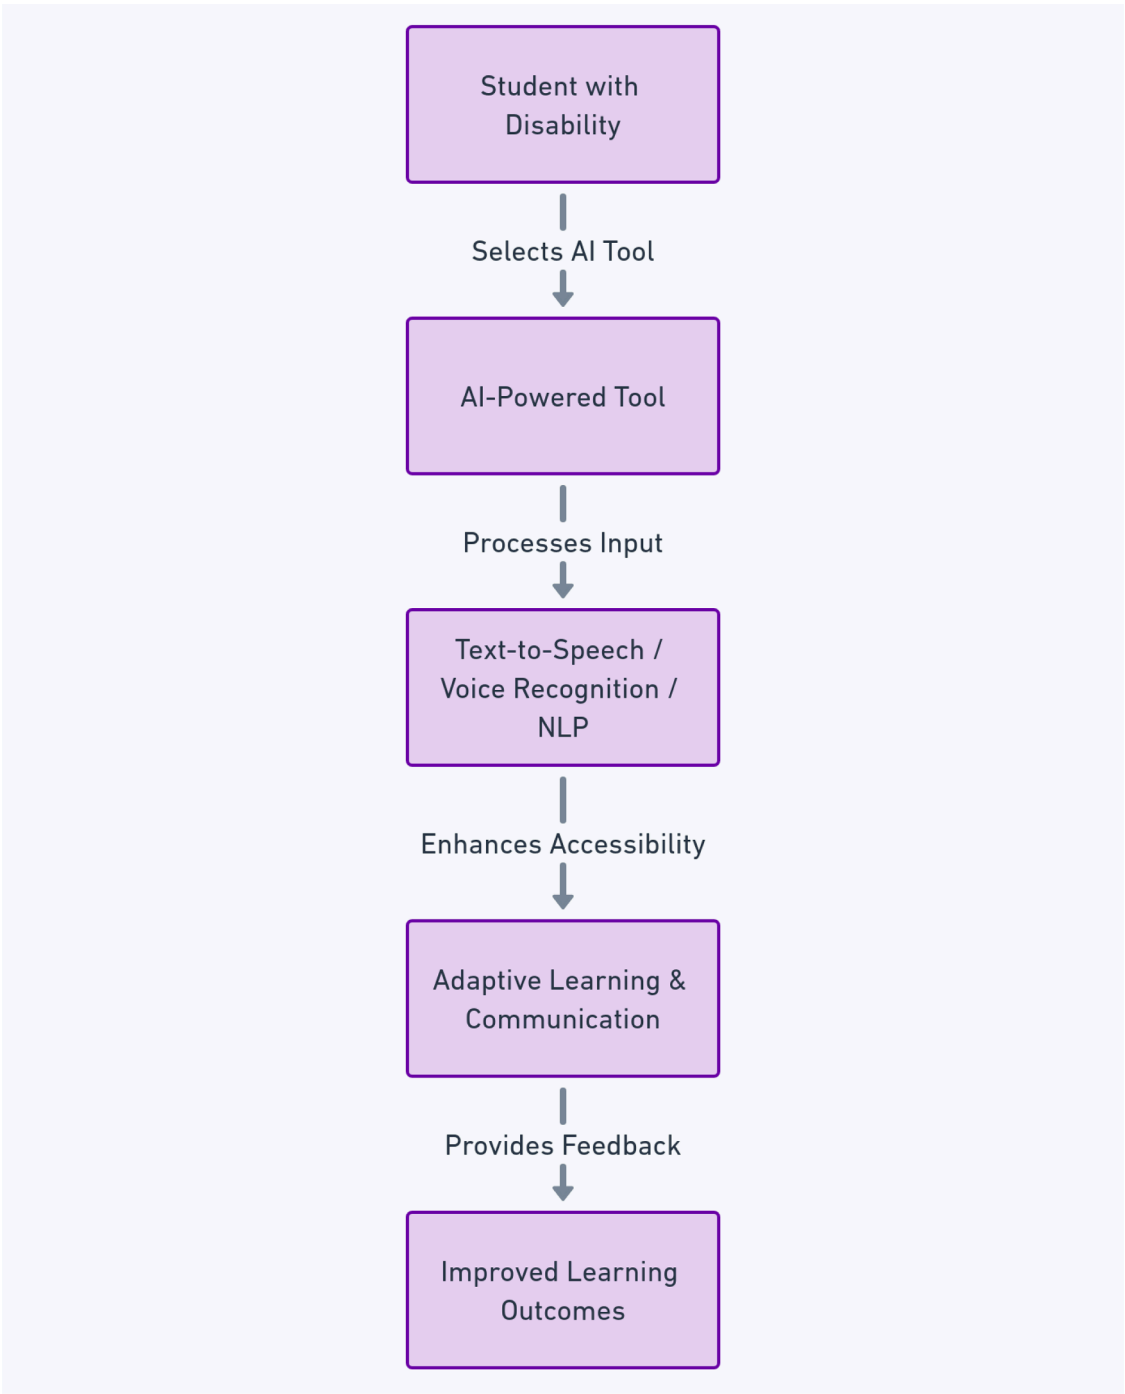 Student with
Disability
Selects AI Tool
AI-Powered Tool
Processes Input
Text-to-Speech /
Voice Recognition /
NLP
Enhances Accessibility
Adaptive Learning &
Communication
Provides Feedback
Improved Learning
Outcomes